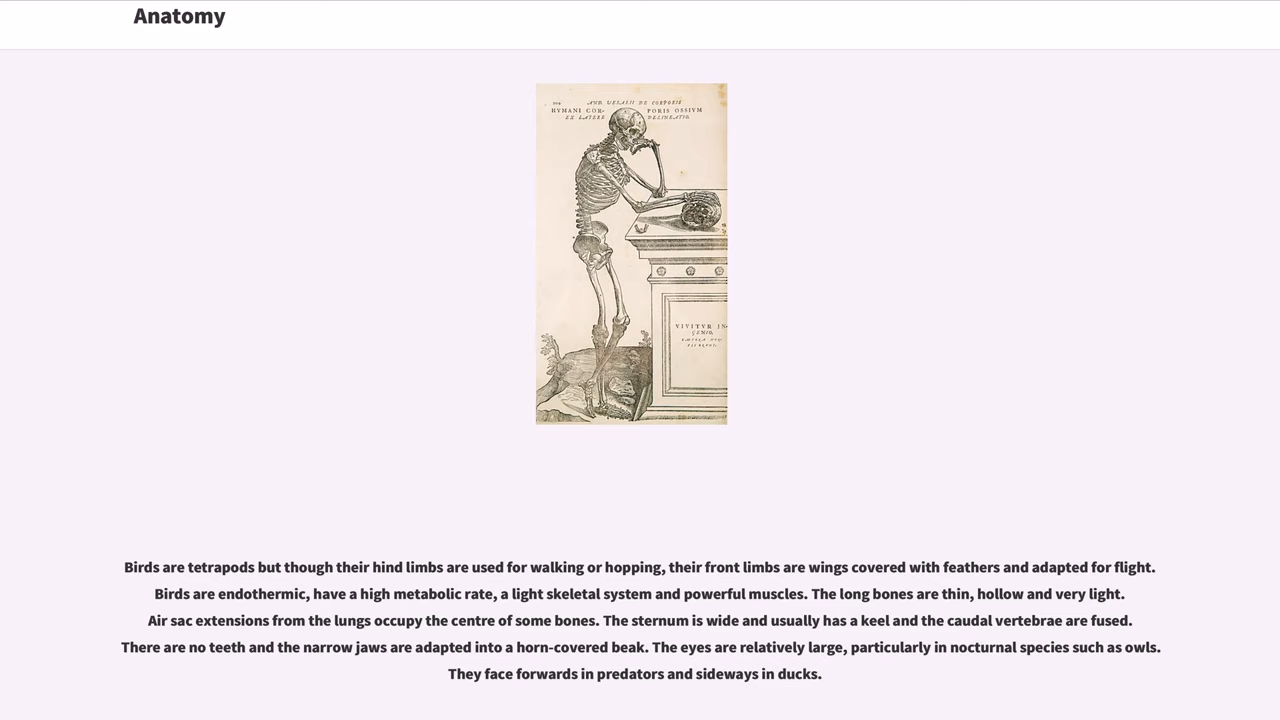 Anatomy
AND. VESALII DE CORPORIS
HVMANI COR- PORIS OSSIVM
EX LATERE DELINEATIO.
VIVITVR IN-
GENIO,
Birds are tetrapods but though their hind limbs are used for walking or hopping, their front limbs are wings covered with feathers and adapted for flight.
Birds are endothermic, have a high metabolic rate, a light skeletal system and powerful muscles. The long bones are thin, hollow and very light.
Air sac extensions from the lungs occupy the centre of some bones. The sternum is wide and usually has a keel and the caudal vertebrae are fused.
There are no teeth and the narrow jaws are adapted into a horn-covered beak. The eyes are relatively large, particularly in nocturnal species such as owls.
They face forwards in predators and sideways in ducks.